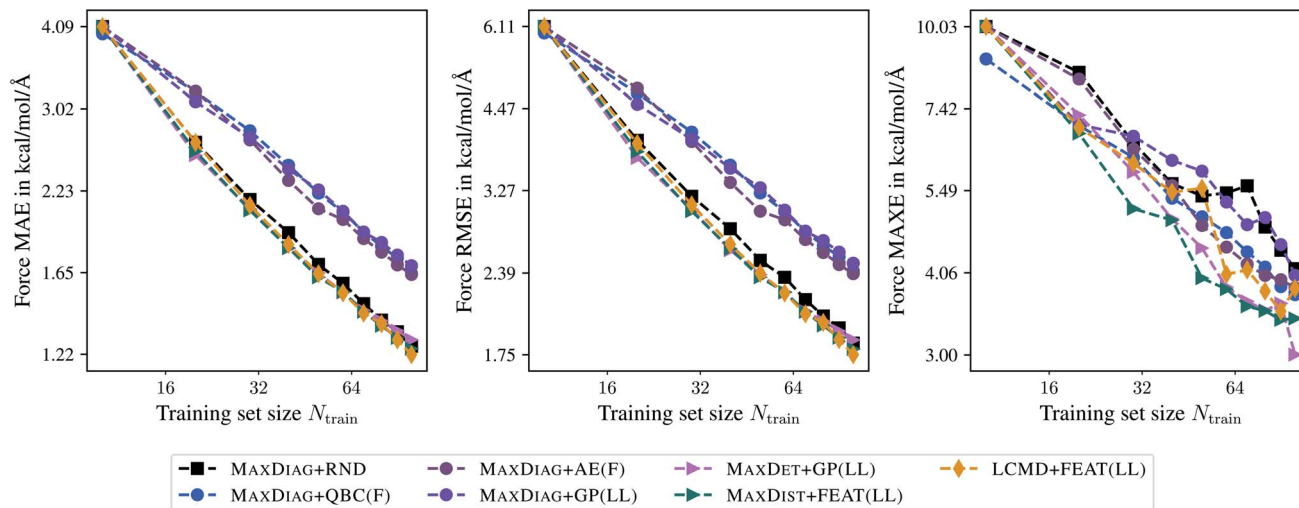 4.09
3.02
2.23
1.65
1.22
Force MAE in kcal/mol/Å
16 32 64
Training set size N_train
6.11
4.47
3.27
2.39
1.75
Force RMSE in kcal/mol/Å
16 32 64
Training set size N_train
10.03
7.42
5.49
4.06
3.00
Force MAXE in kcal/mol/Å
16 32 64
Training set size N_train
MAXDIAG+RND MAXDIAG+AE(F) MAXDET+GP(LL) LCMD+FEAT(LL)
MAXDIAG+QBC(F) MAXDIAG+GP(LL) MAXDIST+FEAT(LL)